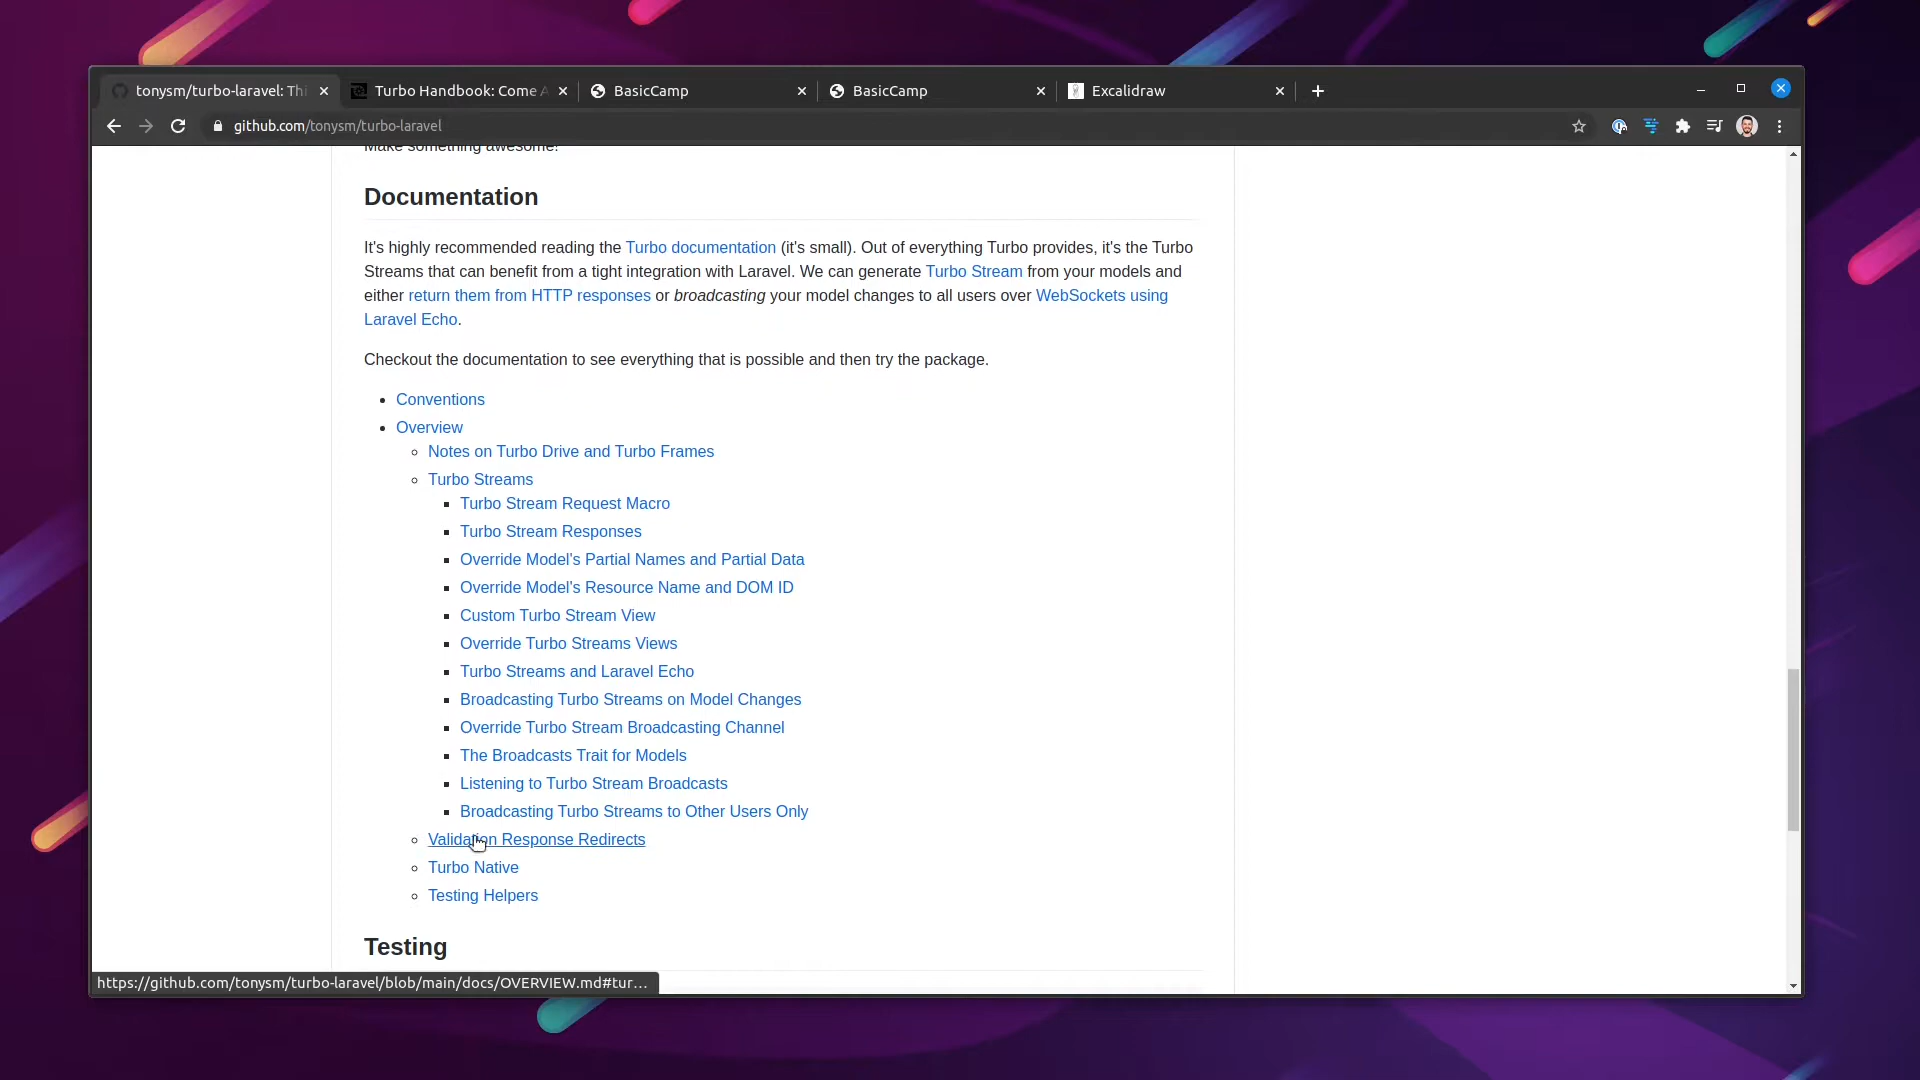 tonysm/turbo-laravel: Thi
Turbo Handbook: Come A
BasicCamp
BasicCamp
Excalidraw
github.com/tonysm/turbo-laravel
Make something awesome!
Documentation
It's highly recommended reading the Turbo documentation (it's small). Out of everything Turbo provides, it's the Turbo
Streams that can benefit from a tight integration with Laravel. We can generate Turbo Stream from your models and
either return them from HTTP responses or broadcasting your model changes to all users over WebSockets using
Laravel Echo.
Checkout the documentation to see everything that is possible and then try the package.
Conventions
Overview
Notes on Turbo Drive and Turbo Frames
Turbo Streams
Turbo Stream Request Macro
Turbo Stream Responses
Override Model's Partial Names and Partial Data
Override Model's Resource Name and DOM ID
Custom Turbo Stream View
Override Turbo Streams Views
Turbo Streams and Laravel Echo
Broadcasting Turbo Streams on Model Changes
Override Turbo Stream Broadcasting Channel
The Broadcasts Trait for Models
Listening to Turbo Stream Broadcasts
Broadcasting Turbo Streams to Other Users Only
Validation Response Redirects
Turbo Native
Testing Helpers
Testing
https://github.com/tonysm/turbo-laravel/blob/main/docs/OVERVIEW.md#tur…